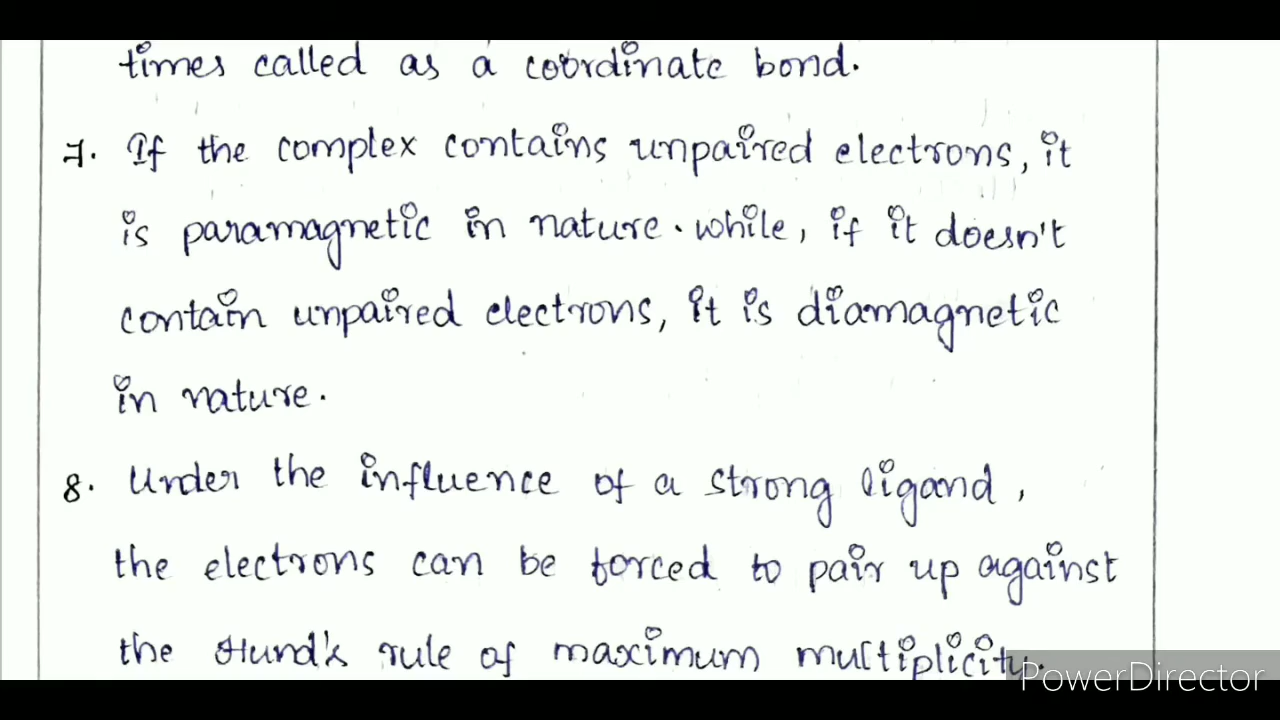 times called as a coordinate bond.
7. If the complex contains unpaired electrons, it
is paramagnetic in nature. while, if it doesn't
contain unpaired electrons, it is diamagnetic
in nature.
8. Under the influence of a strong ligand,
the electrons can be forced to pair up against
the Hund's rule of maximum multiplicity.
PowerDirector